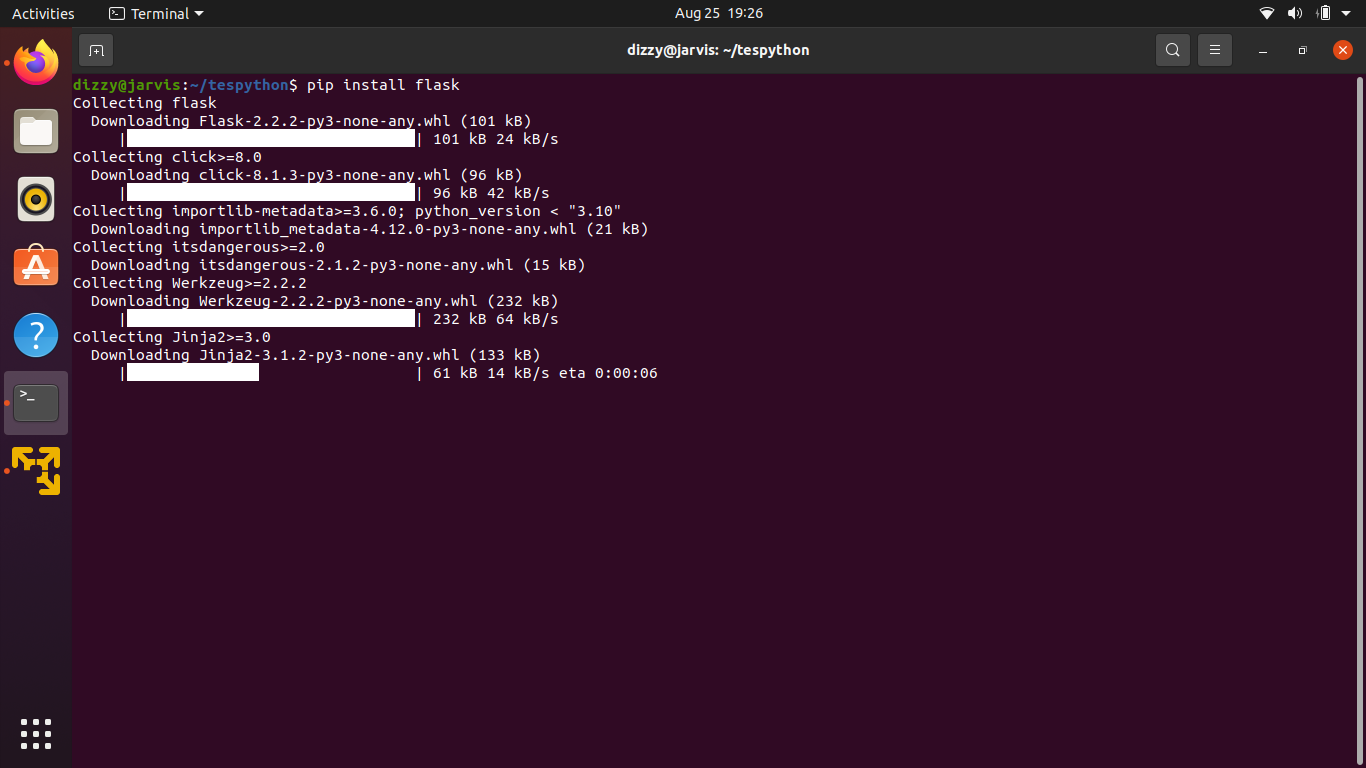 Activities Terminal Aug 25 19:26
dizzy@jarvis: ~/tespython
dizzy@jarvis:~/tespython$ pip install flask
Collecting flask
  Downloading Flask-2.2.2-py3-none-any.whl (101 kB)
     | | 101 kB 24 kB/s
Collecting click>=8.0
  Downloading click-8.1.3-py3-none-any.whl (96 kB)
     | | 96 kB 42 kB/s
Collecting importlib-metadata>=3.6.0; python_version < "3.10"
  Downloading importlib_metadata-4.12.0-py3-none-any.whl (21 kB)
Collecting itsdangerous>=2.0
  Downloading itsdangerous-2.1.2-py3-none-any.whl (15 kB)
Collecting Werkzeug>=2.2.2
  Downloading Werkzeug-2.2.2-py3-none-any.whl (232 kB)
     | | 232 kB 64 kB/s
Collecting Jinja2>=3.0
  Downloading Jinja2-3.1.2-py3-none-any.whl (133 kB)
     | | 61 kB 14 kB/s eta 0:00:06